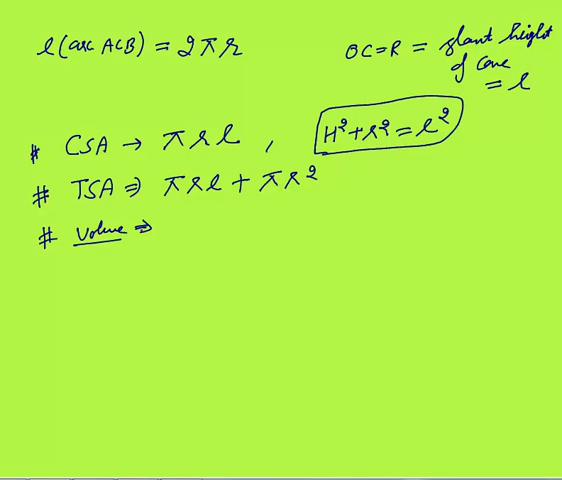 l(arc ACB) = 2πr
OC=R = slant height
of cone
= l
# CSA → πrl , H²+r²=l²
# TSA ⇒ πrl + πr²
# Volume ⇒